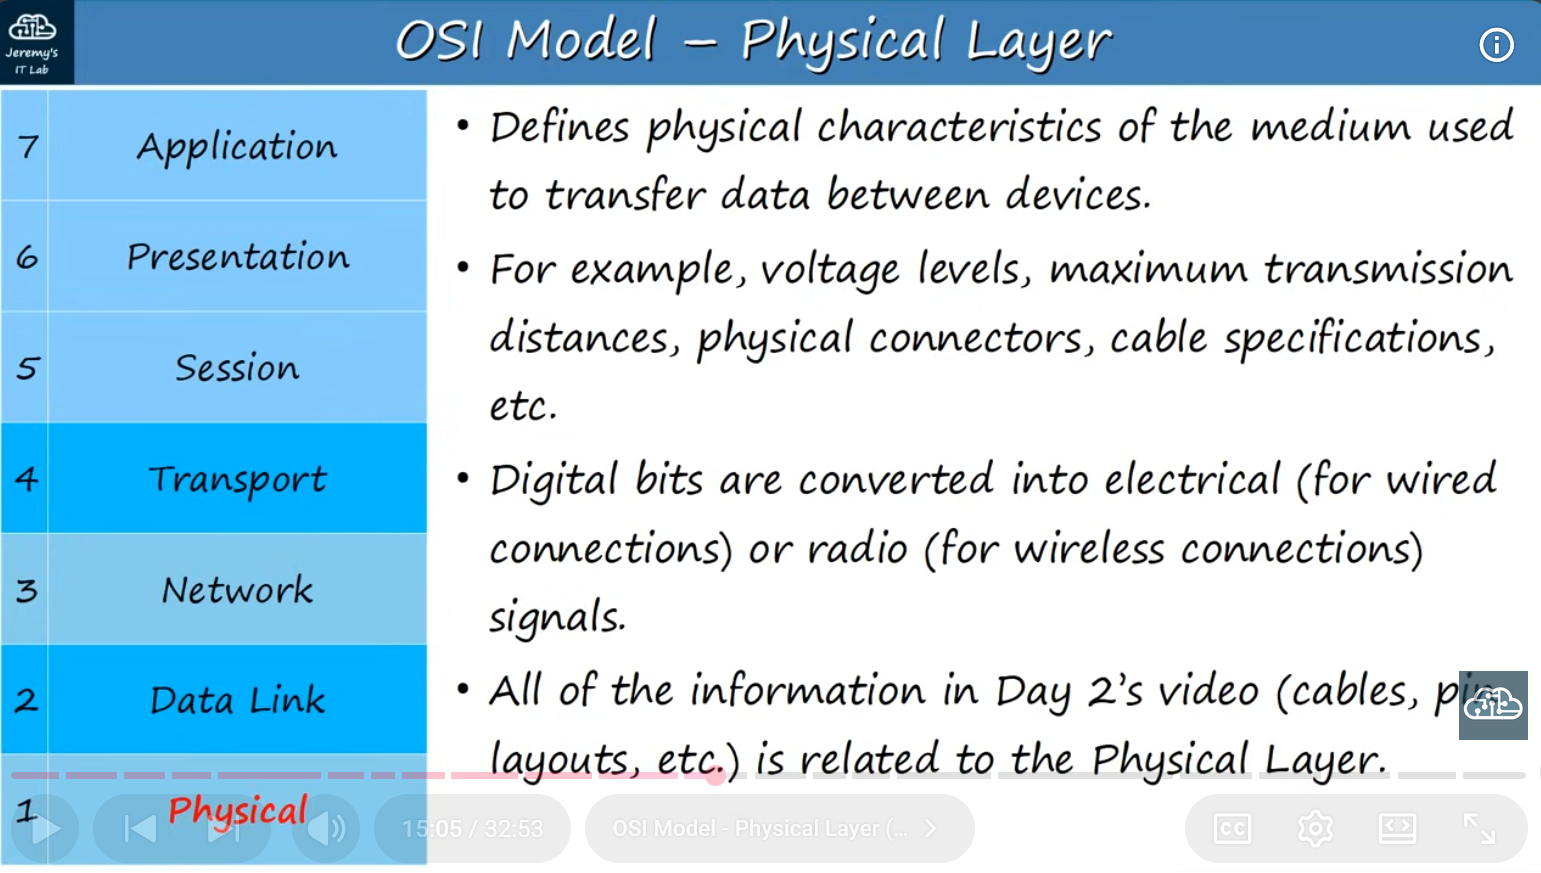 Jeremy's
IT Lab
OSI Model – Physical Layer
7 Application
6 Presentation
5 Session
4 Transport
3 Network
2 Data Link
1 Physical
• Defines physical characteristics of the medium used
to transfer data between devices.
• For example, voltage levels, maximum transmission
distances, physical connectors, cable specifications,
etc.
• Digital bits are converted into electrical (for wired
connections) or radio (for wireless connections)
signals.
• All of the information in Day 2's video (cables, pin
layouts, etc.) is related to the Physical Layer.
15:05 / 32:53
OSI Model - Physical Layer (...
CC